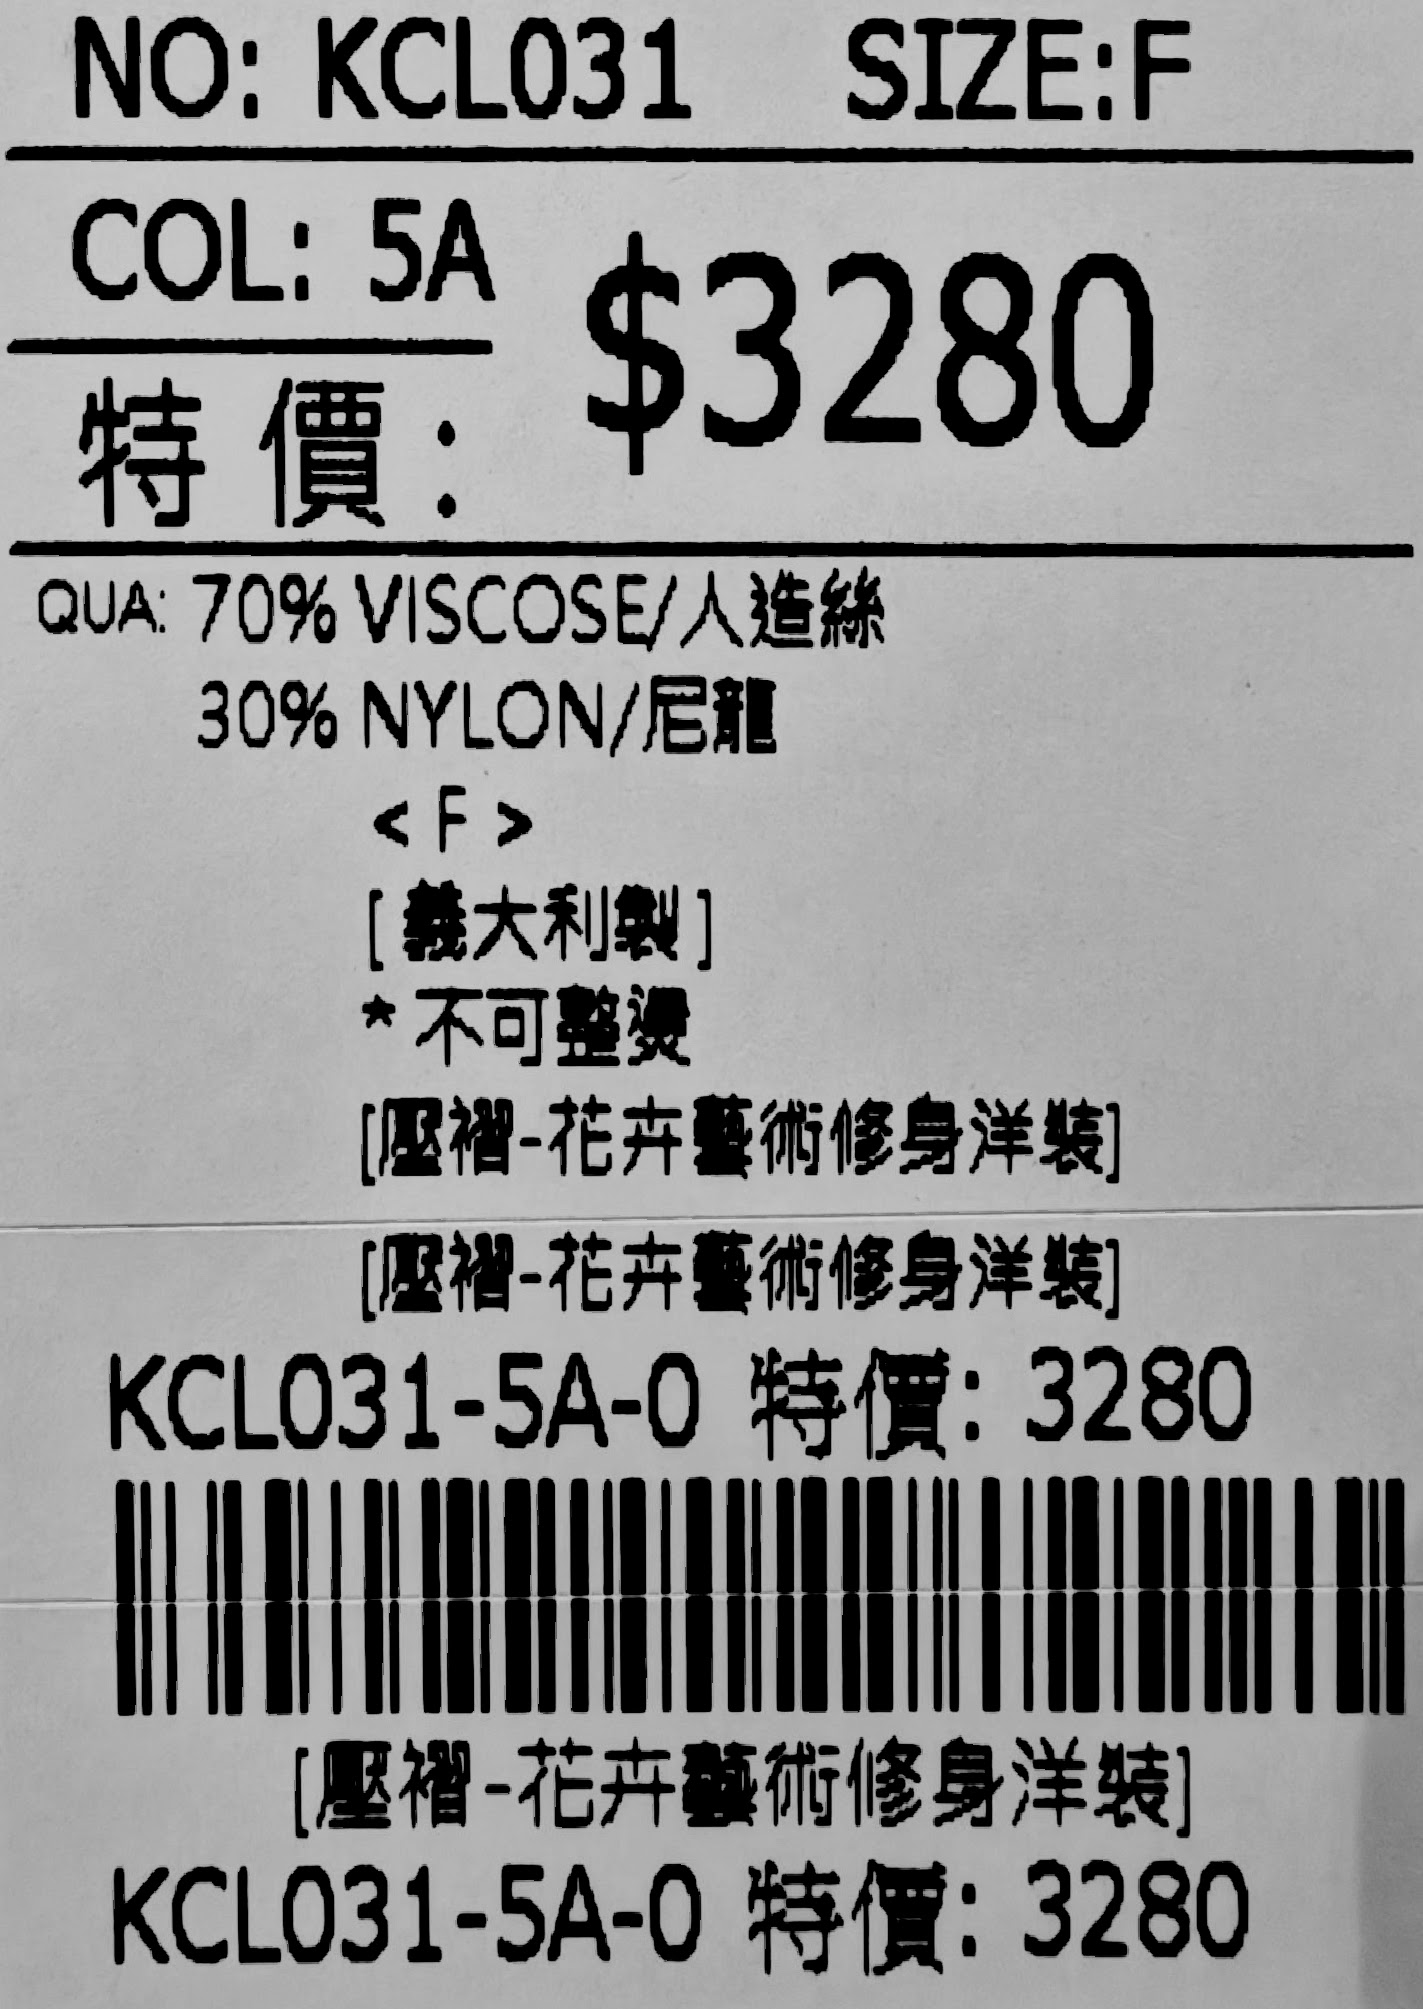 NO: KCL031 SIZE:F
COL: 5A
$3280
特價:
QUA: 70% VISCOSE/人造絲
30% NYLON/尼龍
< F >
[ 義大利製 ]
* 不可整燙
[壓褶-花卉藝術修身洋裝]
[壓褶-花卉藝術修身洋裝]
KCL031-5A-0 特價: 3280
[壓褶-花卉藝術修身洋裝]
KCL031-5A-0 特價: 3280